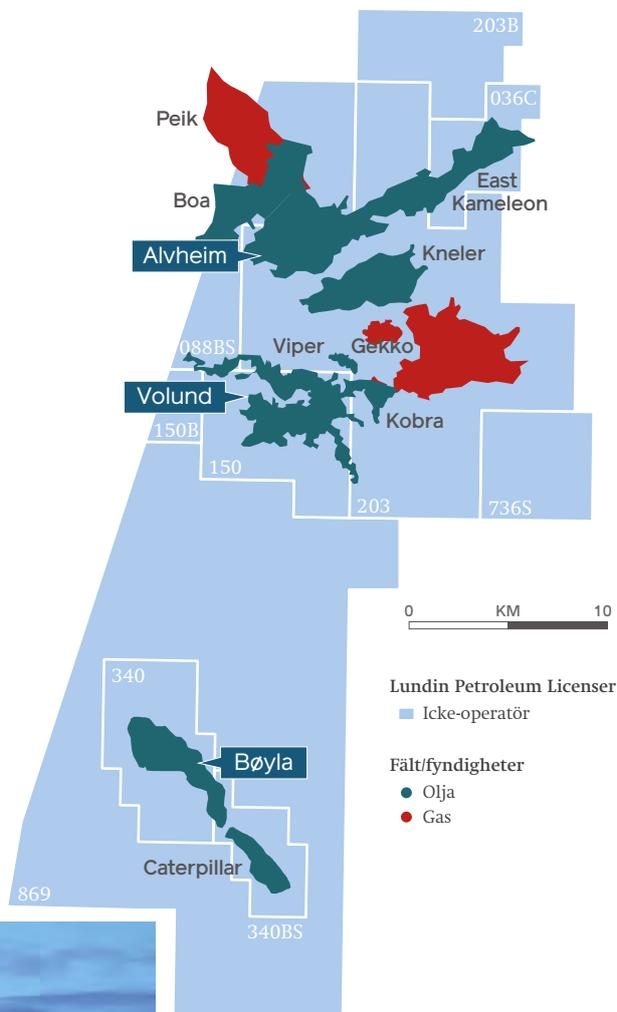 203B
036C
Peik
East
Kameleon
Boa
Alvheim
Kneler
088BS
Viper
Gekko
Volund
Kobra
150B
150
203
736S
0 KM 10
340
Lundin Petroleum Licenser
Icke-operatör
Bøyla
Fält/fyndigheter
Olja
Gas
Caterpillar
869
340BS